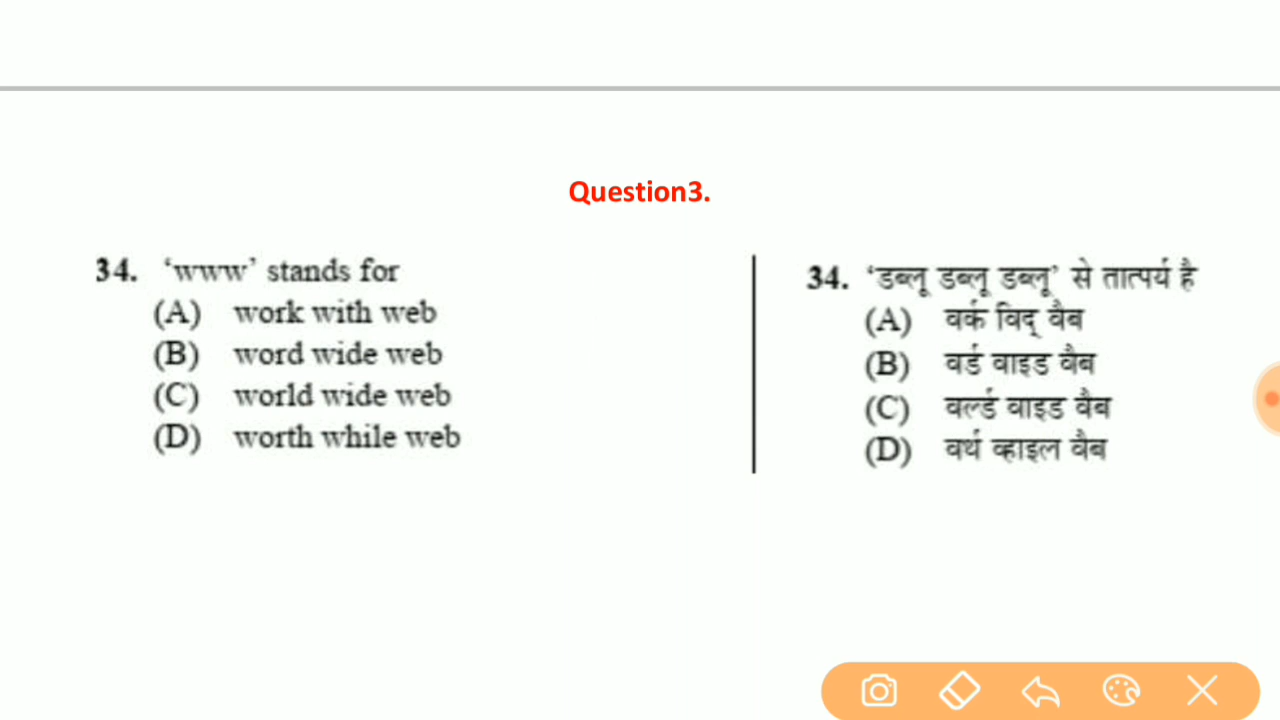 Question3.
34. ‘www’ stands for
(A) work with web
(B) word wide web
(C) world wide web
(D) worth while web
34. ‘डब्लू डब्लू डब्लू’ से तात्पर्य है
(A) वर्क विद् वैब
(B) वर्ड वाइड वैब
(C) वर्ल्ड वाइड वैब
(D) वर्थ व्हाइल वैब